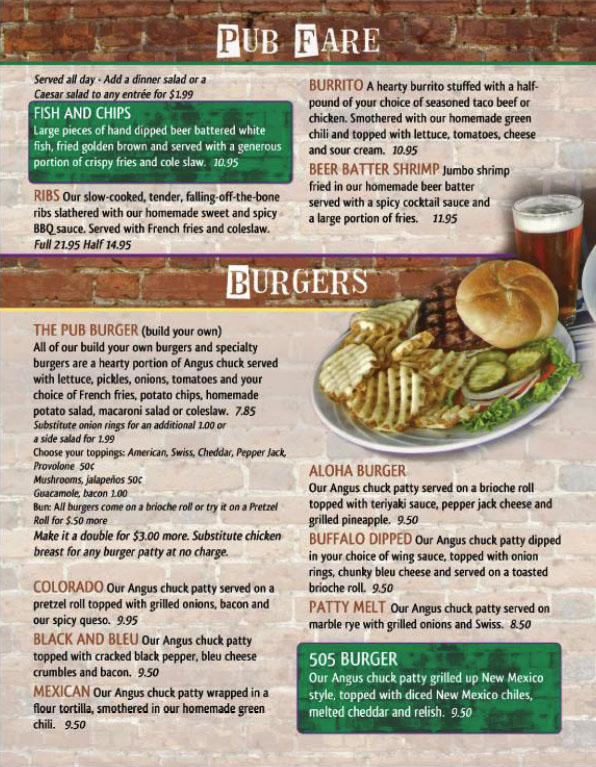 PUB FARE
Served all day - Add a dinner salad or a
Caesar salad to any entrée for $1.99
FISH AND CHIPS
Large pieces of hand dipped beer battered white
fish, fried golden brown and served with a generous
portion of crispy fries and cole slaw. 10.95
RIBS Our slow-cooked, tender, falling-off-the-bone
ribs slathered with our homemade sweet and spicy
BBQ sauce. Served with French fries and coleslaw.
Full 21.95 Half 14.95
BURRITO A hearty burrito stuffed with a half-
pound of your choice of seasoned taco beef or
chicken. Smothered with our homemade green
chili and topped with lettuce, tomatoes, cheese
and sour cream. 10.95
BEER BATTER SHRIMP Jumbo shrimp
fried in our homemade beer batter
served with a spicy cocktail sauce and
a large portion of fries. 11.95
BURGERS
THE PUB BURGER (build your own)
All of our build your own burgers and specialty
burgers are a hearty portion of Angus chuck served
with lettuce, pickles, onions, tomatoes and your
choice of French fries, potato chips, homemade
potato salad, macaroni salad or coleslaw. 7.85
Substitute onion rings for an additional 1.00 or
a side salad for 1.99
Choose your toppings: American, Swiss, Cheddar, Pepper Jack,
Provolone 50¢
Mushrooms, jalapeños 50¢
Guacamole, bacon 1.00
Bun: All burgers come on a brioche roll or try it on a Pretzel
Roll for $.50 more
Make it a double for $3.00 more. Substitute chicken
breast for any burger patty at no charge.
COLORADO Our Angus chuck patty served on a
pretzel roll topped with grilled onions, bacon and
our spicy queso. 9.95
BLACK AND BLEU Our Angus chuck patty
topped with cracked black pepper, bleu cheese
crumbles and bacon. 9.50
MEXICAN Our Angus chuck patty wrapped in a
flour tortilla, smothered in our homemade green
chili. 9.50
ALOHA BURGER
Our Angus chuck patty served on a brioche roll
topped with teriyaki sauce, pepper jack cheese and
grilled pineapple. 9.50
BUFFALO DIPPED Our Angus chuck patty dipped
in your choice of wing sauce, topped with onion
rings, chunky bleu cheese and served on a toasted
brioche roll. 9.50
PATTY MELT Our Angus chuck patty served on
marble rye with grilled onions and Swiss. 8.50
505 BURGER
Our Angus chuck patty grilled up New Mexico
style, topped with diced New Mexico chiles,
melted cheddar and relish. 9.50